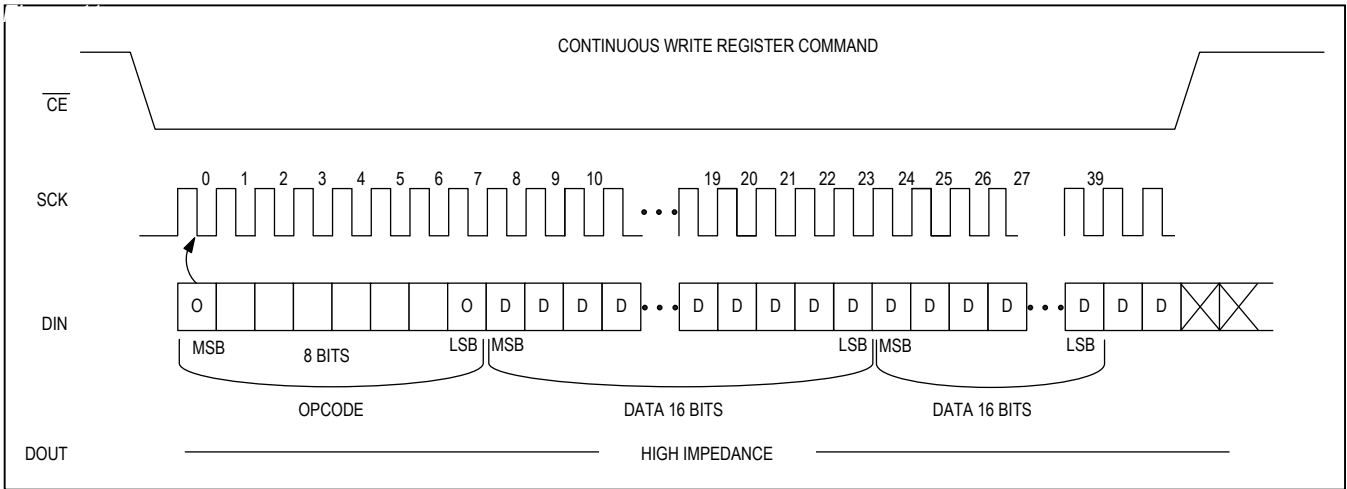 CONTINUOUS WRITE REGISTER COMMAND
CE
SCK
0 1 2 3 4 5 6 7 8 9 10 19 20 21 22 23 24 25 26 27 39
DIN
O O D D D D D D D D D D D D D D D D
MSB 8 BITS LSB MSB LSB MSB LSB
OPCODE DATA 16 BITS DATA 16 BITS
DOUT HIGH IMPEDANCE